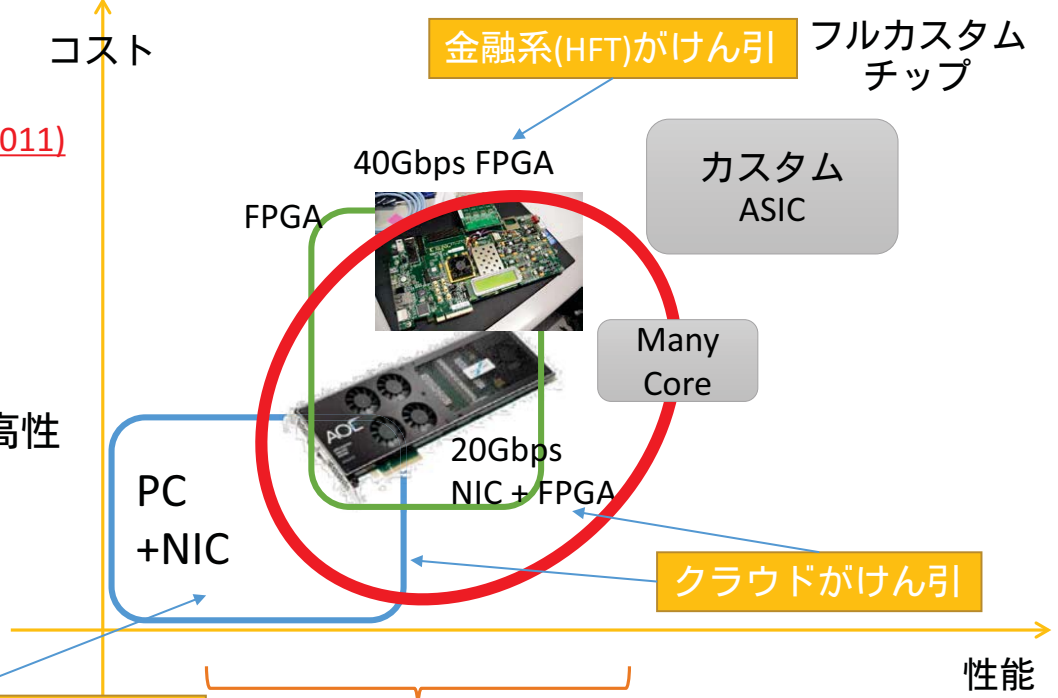 コスト
金融系(HFT)がけん引
フルカスタム
チップ
011)
40Gbps FPGA
カスタム
ASIC
FPGA
Many
Core
高性
AOE
20Gbps
NIC + FPGA
PC
+NIC
クラウドがけん引
性能